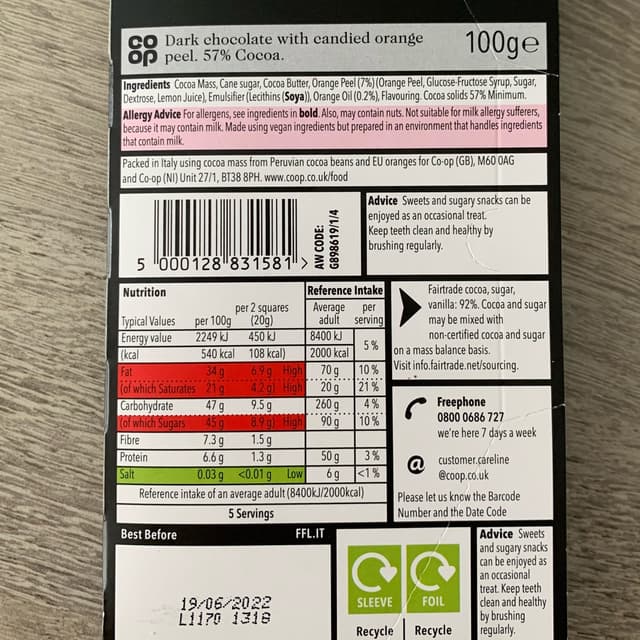 CO OP
Dark chocolate with candied orange
peel. 57% Cocoa.
100g℮
Ingredients Cocoa Mass, Cane sugar, Cocoa Butter, Orange Peel (7%) (Orange Peel, Glucose-Fructose Syrup, Sugar,
Dextrose, Lemon Juice), Emulsifier (Lecithins (Soya)), Orange Oil (0.2%), Flavouring. Cocoa solids 57% Minimum.
Allergy Advice For allergens, see ingredients in bold. Also, may contain nuts. Not suitable for milk allergy sufferers,
because it may contain milk. Made using vegan ingredients but prepared in an environment that handles ingredients
that contain milk.
Packed in Italy using cocoa mass from Peruvian cocoa beans and EU oranges for Co-op (GB), M60 0AG
and Co-op (NI) Unit 27/1, BT38 8PH. www.coop.co.uk/food
5 000128 831581 >
AW CODE:
G898619/1/4
Advice Sweets and sugary snacks can be
enjoyed as an occasional treat.
Keep teeth clean and healthy by
brushing regularly.
Nutrition Reference Intake
Typical Values per 100g per 2 squares (20g) Average adult per serving
Energy value 2249 kJ 450 kJ 8400 kJ 5 %
(kcal 540 kcal 108 kcal) 2000 kcal
Fat 34 g 6.9 g High 70 g 10 %
(of which Saturates 21 g 4.2 g) High 20 g 21 %
Carbohydrate 47 g 9.5 g 260 g 4 %
(of which Sugars 45 g 8.9 g) High 90 g 10 %
Fibre 7.3 g 1.5 g
Protein 6.6 g 1.3 g 50 g 3 %
Salt 0.03 g <0.01 g Low 6 g <1 %
Reference intake of an average adult (8400kJ/2000kcal)
5 Servings
Fairtrade cocoa, sugar,
vanilla: 92%. Cocoa and sugar
may be mixed with
non-certified cocoa and sugar
on a mass balance basis.
Visit info.fairtrade.net/sourcing.
Freephone
0800 0686 727
we're here 7 days a week
@ customer.careline
@coop.co.uk
Please let us know the Barcode
Number and the Date Code
Best Before FFL.IT
19/06/2022
L1170 1318
SLEEVE
Recycle
FOIL
Recycle
Advice Sweets
and sugary snacks
can be enjoyed as
an occasional
treat. Keep teeth
clean and healthy
by brushing
regularly.